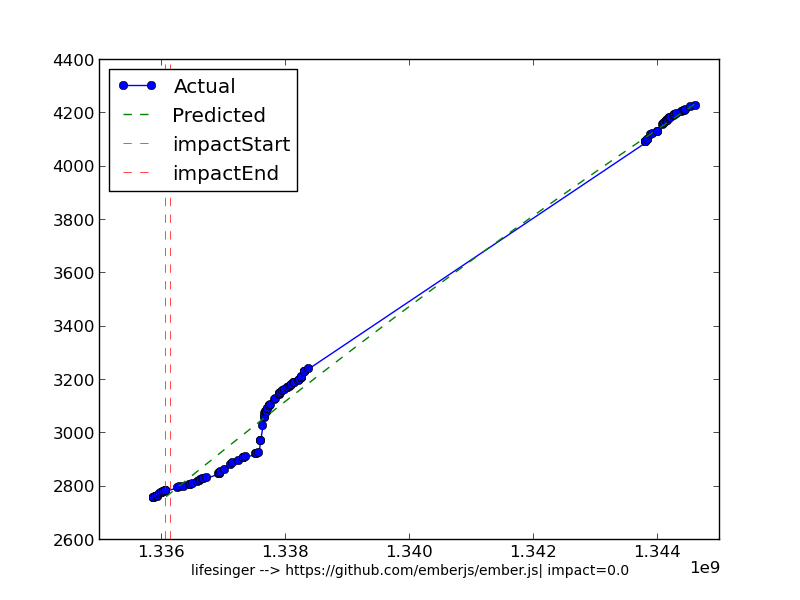 4400
4200
4000
3800
3600
3400
3200
3000
2800
2600
Actual
Predicted
impactStart
impactEnd
1.336 1.338 1.340 1.342 1.344
1e9
lifesinger --> https://github.com/emberjs/ember.js| impact=0.0